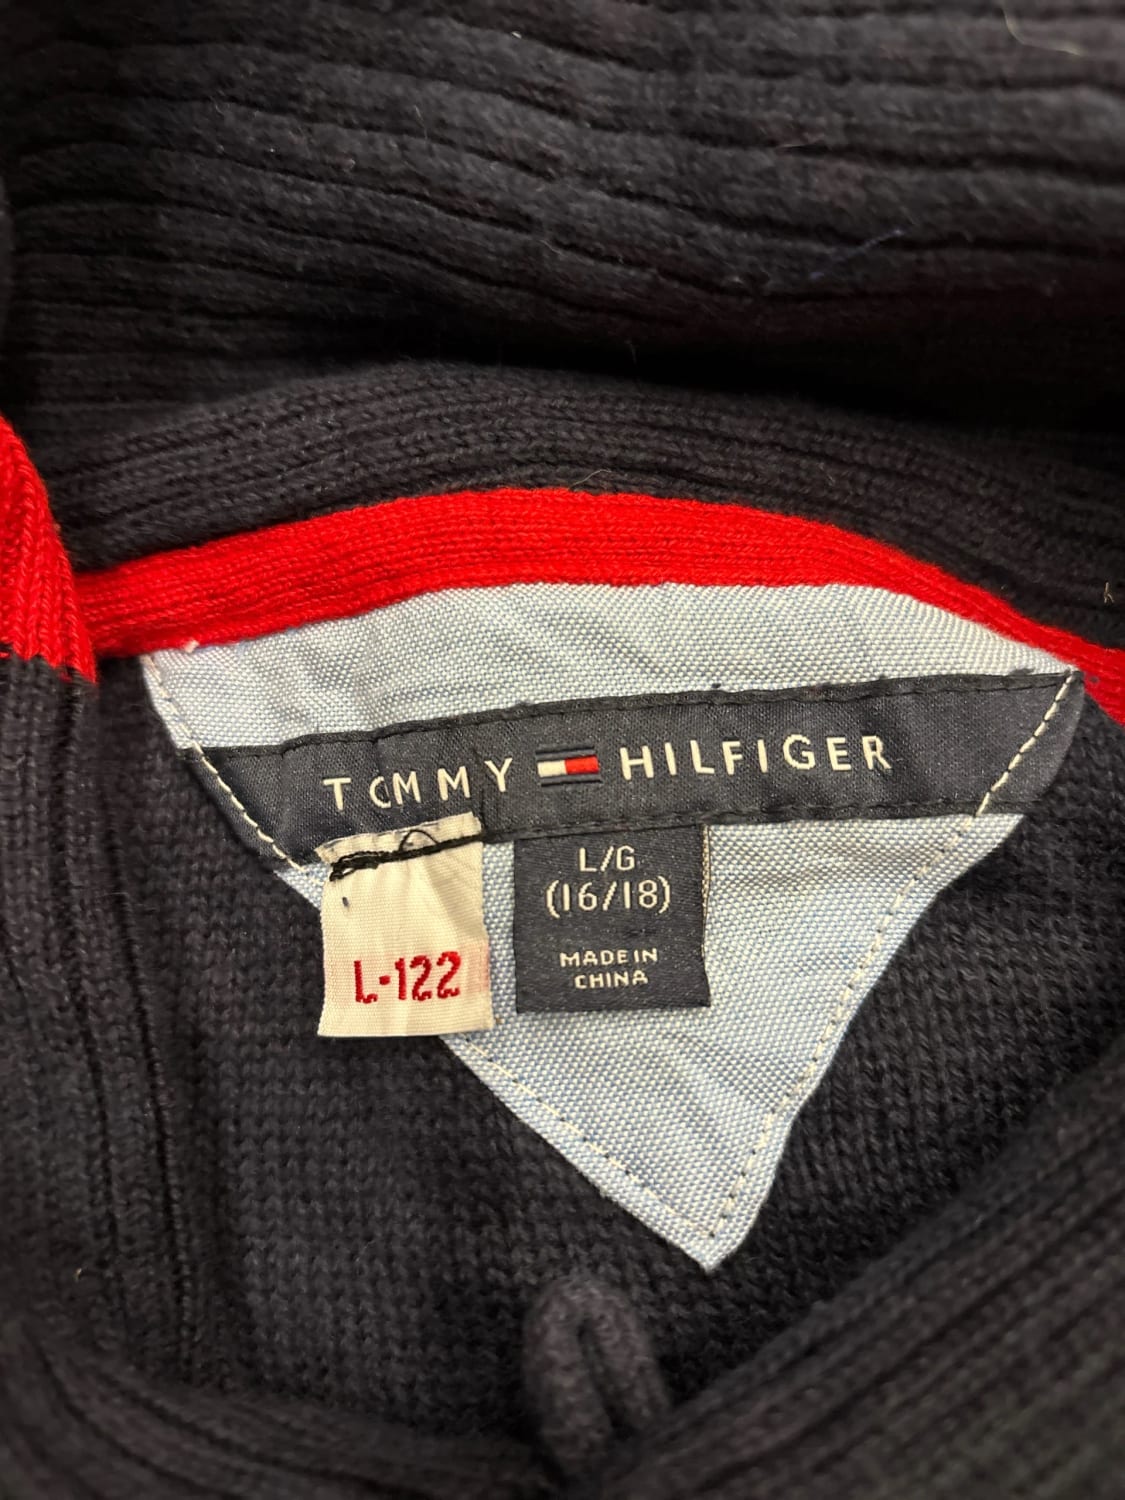 TOMMY HILFIGER
L/G
(16/18)
MADE IN
CHINA
L-122